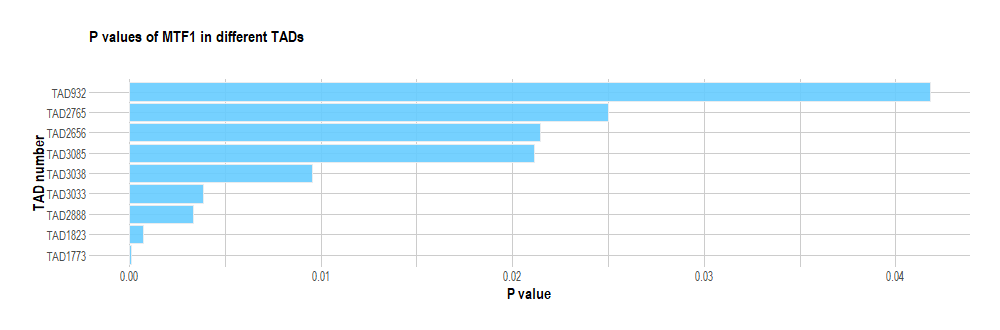 P values of MTF1 in different TADs
TAD number
TAD932
TAD2765
TAD2656
TAD3085
TAD3038
TAD3033
TAD2888
TAD1823
TAD1773
0.00 0.01 0.02 0.03 0.04
P value